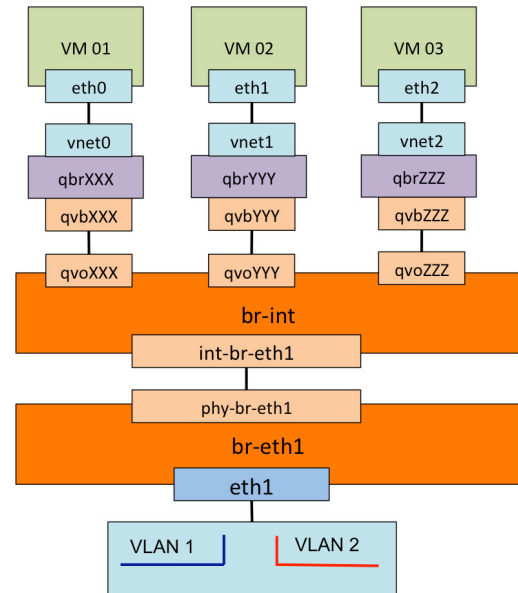 VM 01
VM 02
VM 03
eth0
eth1
eth2
vnet0
vnet1
vnet2
qbrXXX
qbrYYY
qbrZZZ
qvbXXX
qvbYYY
qvbZZZ
qvoXXX
qvoYYY
qvoZZZ
br-int
int-br-eth1
phy-br-eth1
br-eth1
eth1
VLAN 1
VLAN 2